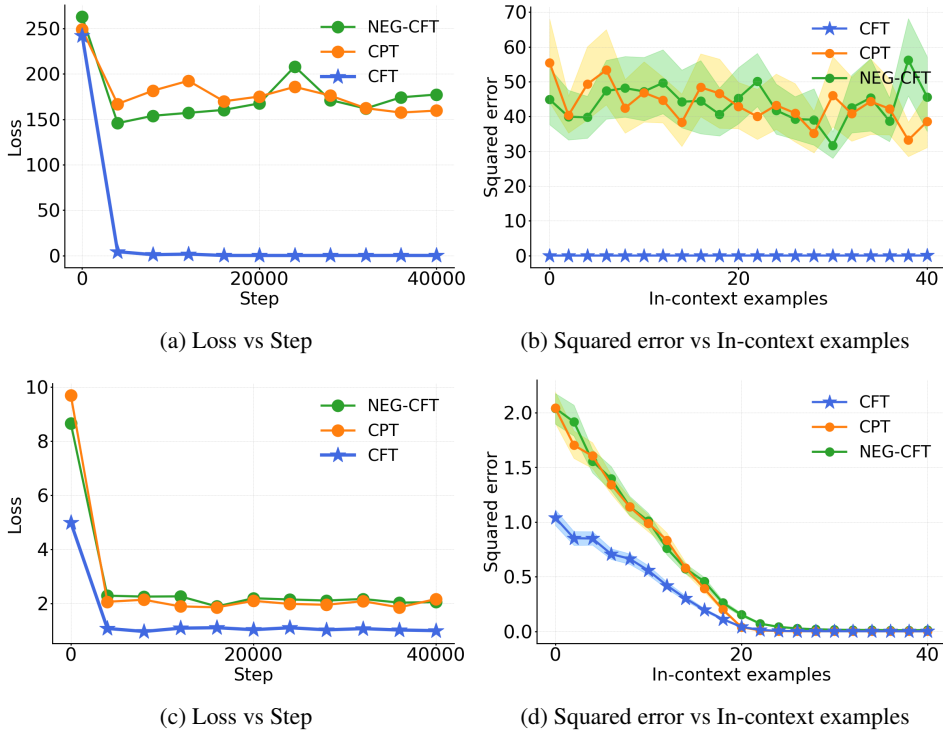 250
200
150
100
50
0
Loss
NEG-CFT
CPT
CFT
0
20000
40000
Step
(a) Loss vs Step
70
60
50
40
30
20
10
0
Squared error
CFT
CPT
NEG-CFT
0
20
40
In-context examples
(b) Squared error vs In-context examples
10
8
6
4
2
Loss
NEG-CFT
CPT
CFT
0
20000
40000
Step
(c) Loss vs Step
2.0
1.5
1.0
0.5
0.0
Squared error
CFT
CPT
NEG-CFT
0
20
40
In-context examples
(d) Squared error vs In-context examples